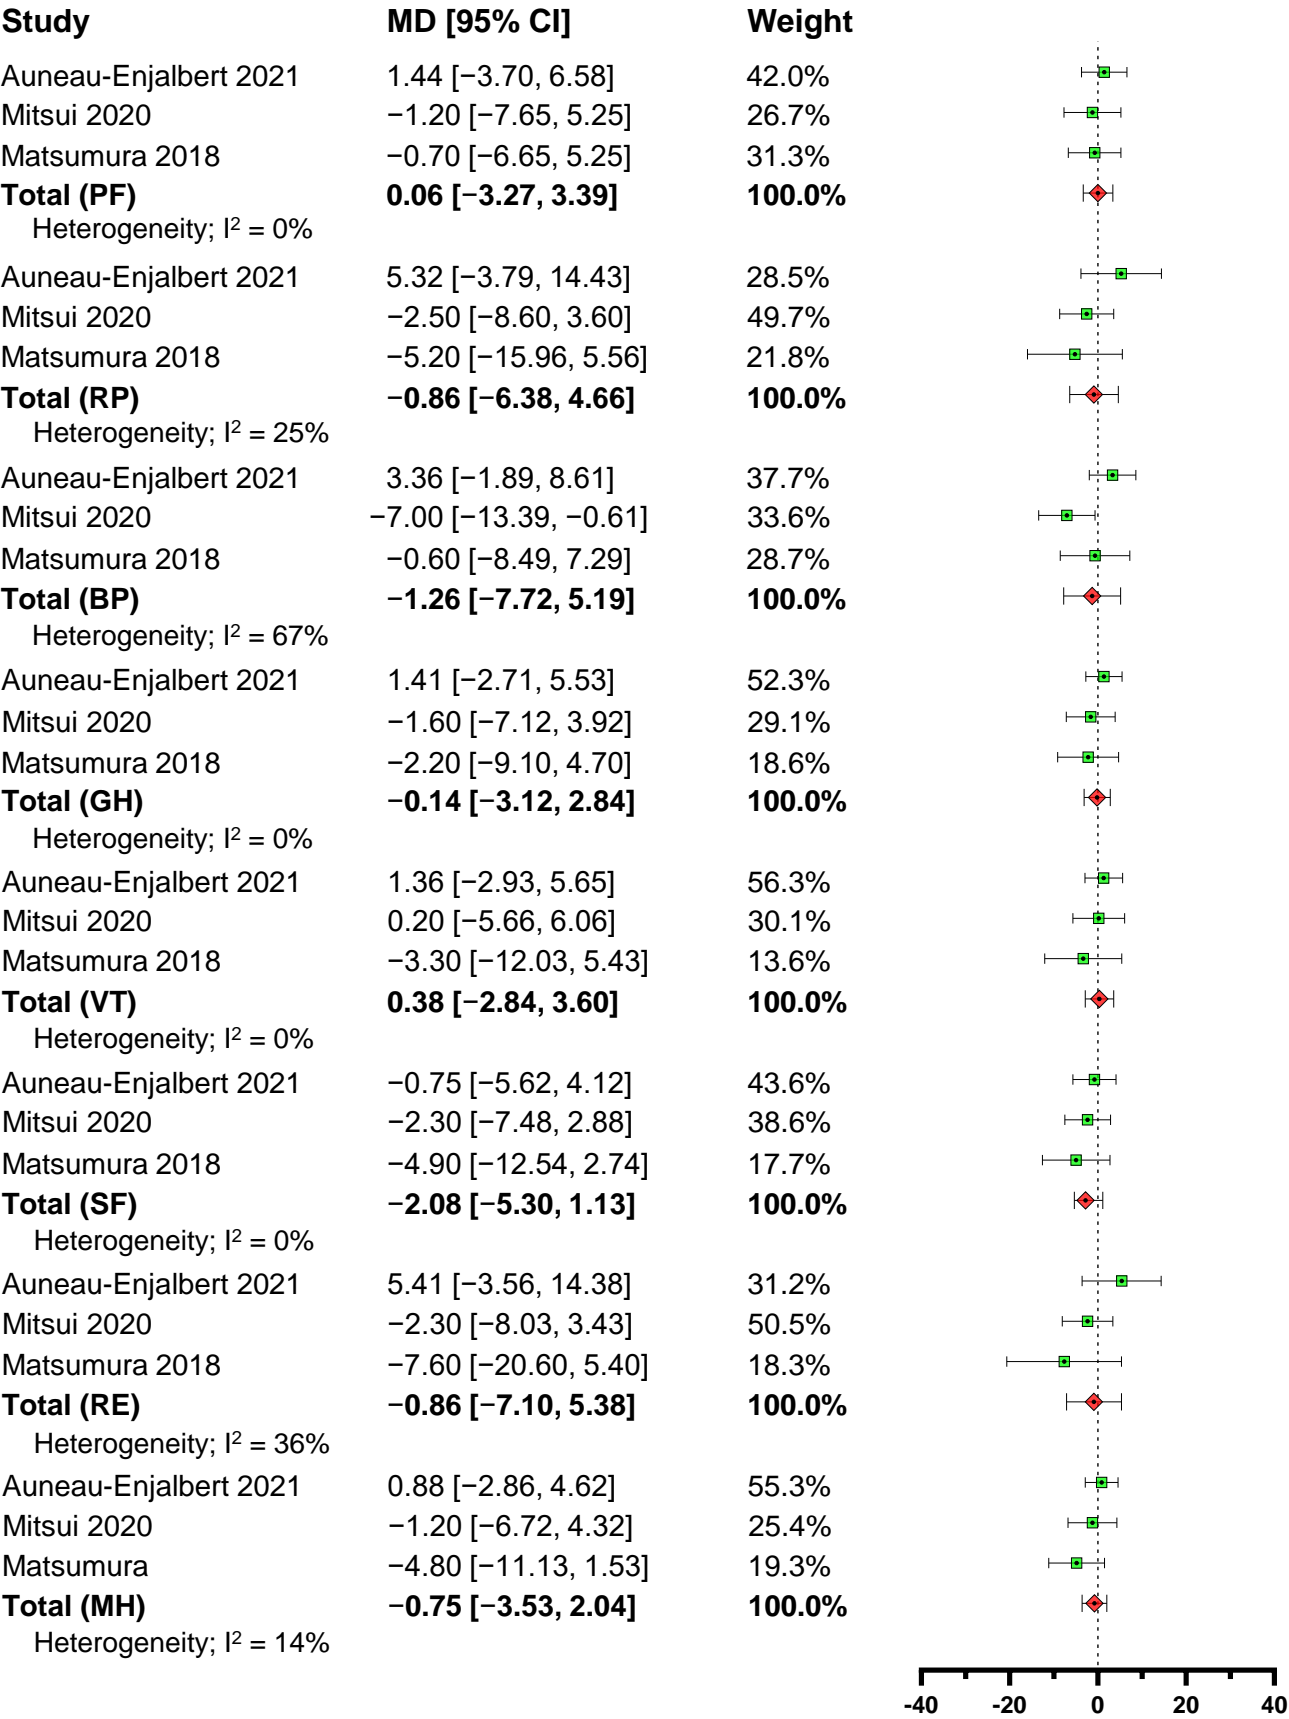 Study MD [95% CI] Weight
Auneau-Enjalbert 2021 1.44 [−3.70, 6.58] 42.0%
Mitsui 2020 −1.20 [−7.65, 5.25] 26.7%
Matsumura 2018 −0.70 [−6.65, 5.25] 31.3%
Total (PF) 0.06 [−3.27, 3.39] 100.0%
Heterogeneity; I² = 0%
Auneau-Enjalbert 2021 5.32 [−3.79, 14.43] 28.5%
Mitsui 2020 −2.50 [−8.60, 3.60] 49.7%
Matsumura 2018 −5.20 [−15.96, 5.56] 21.8%
Total (RP) −0.86 [−6.38, 4.66] 100.0%
Heterogeneity; I² = 25%
Auneau-Enjalbert 2021 3.36 [−1.89, 8.61] 37.7%
Mitsui 2020 −7.00 [−13.39, −0.61] 33.6%
Matsumura 2018 −0.60 [−8.49, 7.29] 28.7%
Total (BP) −1.26 [−7.72, 5.19] 100.0%
Heterogeneity; I² = 67%
Auneau-Enjalbert 2021 1.41 [−2.71, 5.53] 52.3%
Mitsui 2020 −1.60 [−7.12, 3.92] 29.1%
Matsumura 2018 −2.20 [−9.10, 4.70] 18.6%
Total (GH) −0.14 [−3.12, 2.84] 100.0%
Heterogeneity; I² = 0%
Auneau-Enjalbert 2021 1.36 [−2.93, 5.65] 56.3%
Mitsui 2020 0.20 [−5.66, 6.06] 30.1%
Matsumura 2018 −3.30 [−12.03, 5.43] 13.6%
Total (VT) 0.38 [−2.84, 3.60] 100.0%
Heterogeneity; I² = 0%
Auneau-Enjalbert 2021 −0.75 [−5.62, 4.12] 43.6%
Mitsui 2020 −2.30 [−7.48, 2.88] 38.6%
Matsumura 2018 −4.90 [−12.54, 2.74] 17.7%
Total (SF) −2.08 [−5.30, 1.13] 100.0%
Heterogeneity; I² = 0%
Auneau-Enjalbert 2021 5.41 [−3.56, 14.38] 31.2%
Mitsui 2020 −2.30 [−8.03, 3.43] 50.5%
Matsumura 2018 −7.60 [−20.60, 5.40] 18.3%
Total (RE) −0.86 [−7.10, 5.38] 100.0%
Heterogeneity; I² = 36%
Auneau-Enjalbert 2021 0.88 [−2.86, 4.62] 55.3%
Mitsui 2020 −1.20 [−6.72, 4.32] 25.4%
Matsumura −4.80 [−11.13, 1.53] 19.3%
Total (MH) −0.75 [−3.53, 2.04] 100.0%
Heterogeneity; I² = 14%
-40 -20 0 20 40